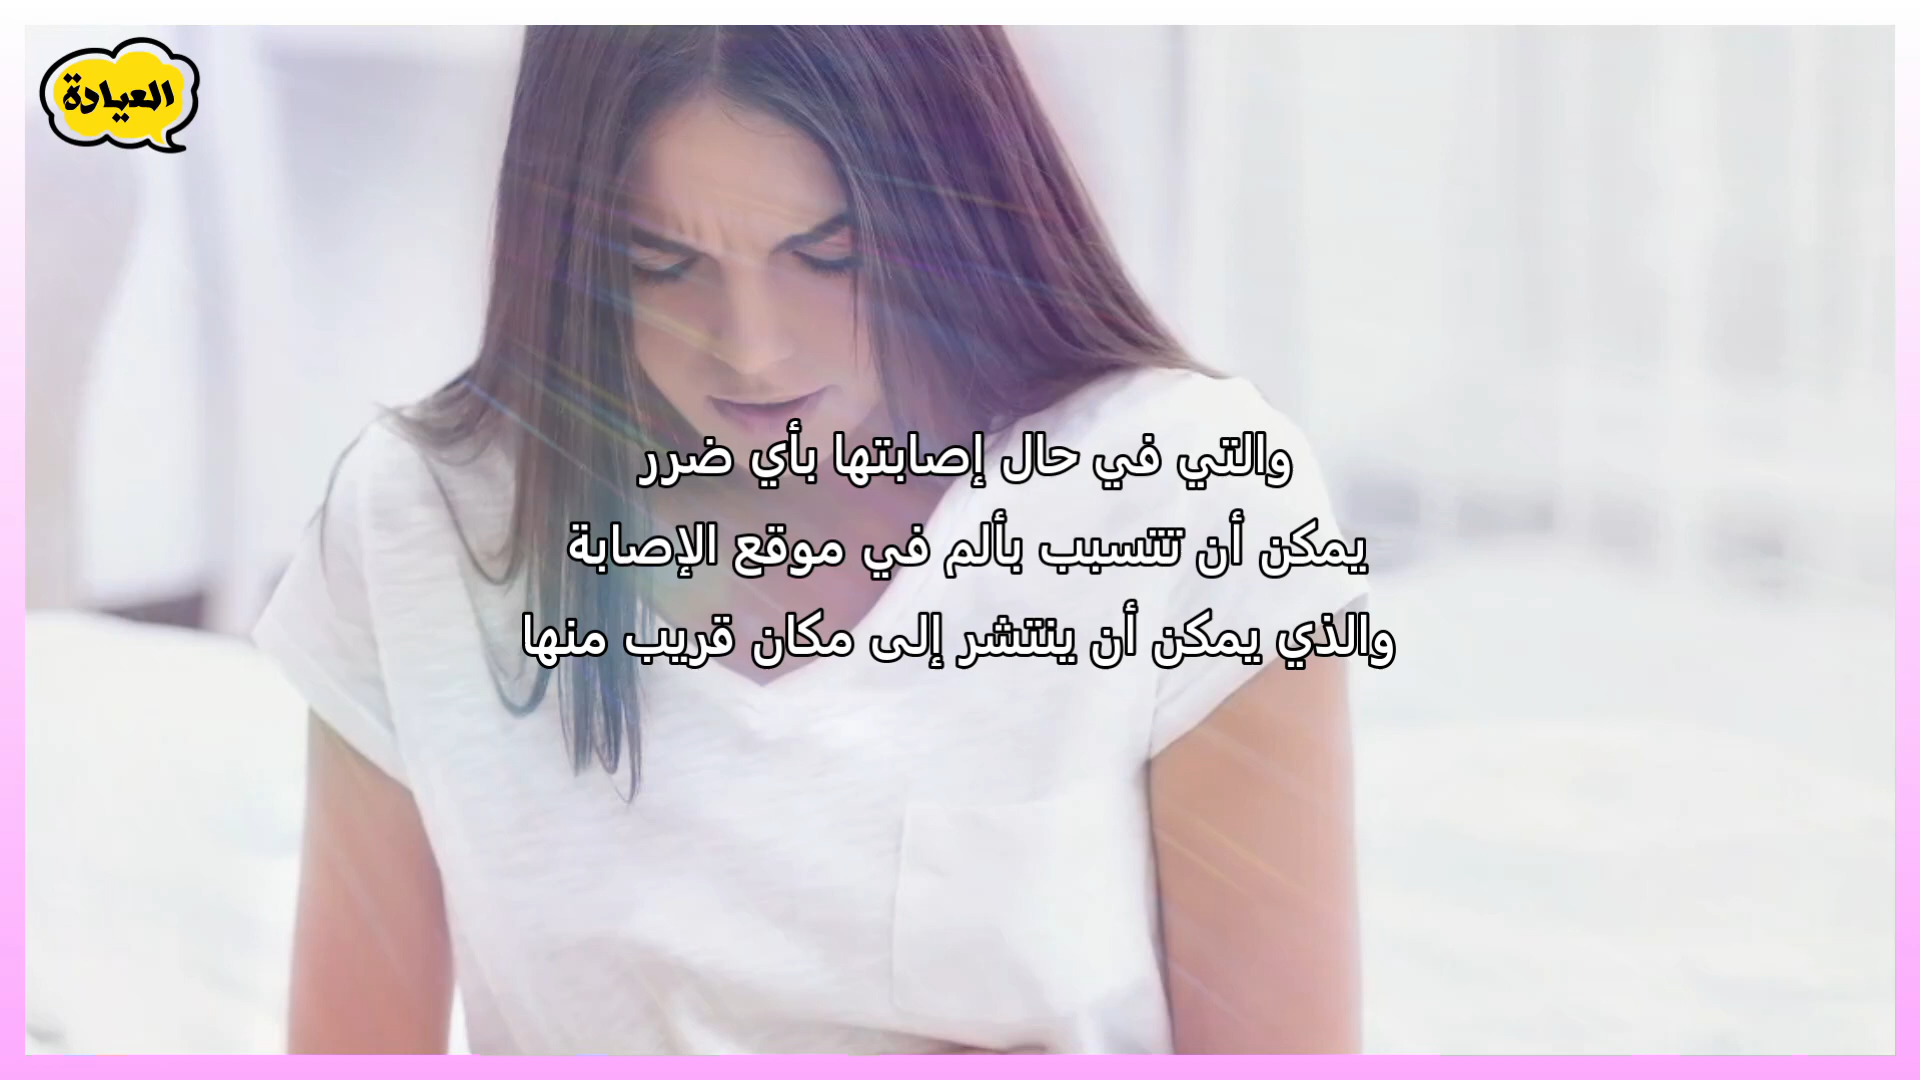 العيادة
والتي في حال إصابتها بأي ضرر
يمكن أن تتسبب بألم في موقع الإصابة
والذي يمكن أن ينتشر إلى مكان قريب منها